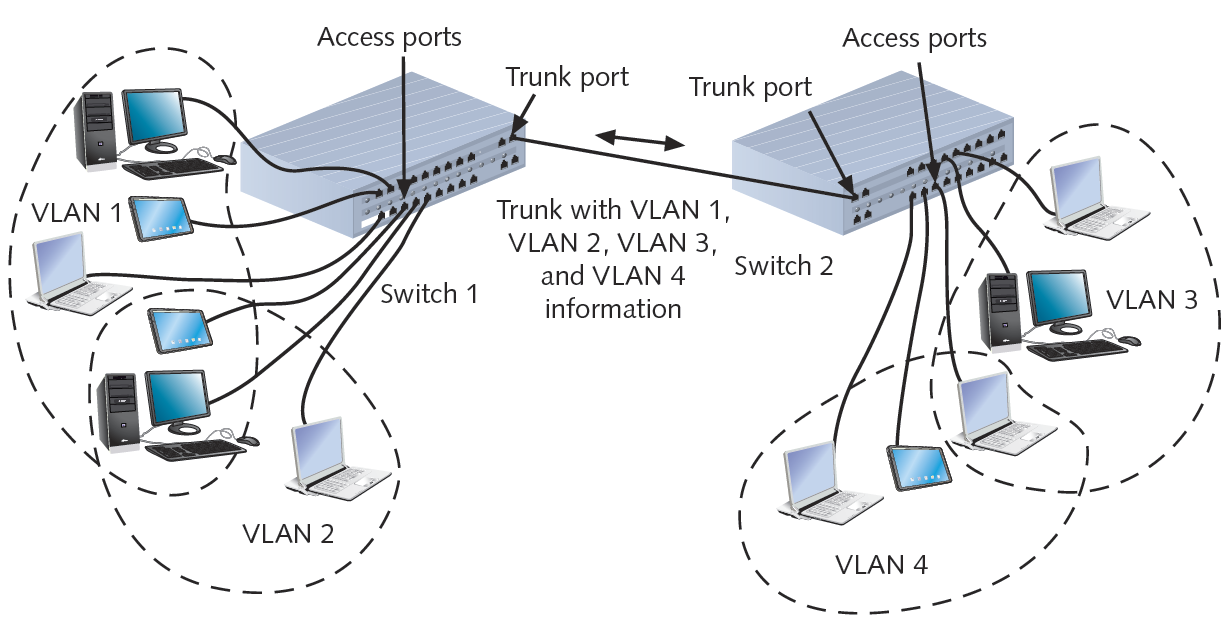 Access ports
Trunk port
Access ports
Trunk port
VLAN 1
Trunk with VLAN 1,
VLAN 2, VLAN 3,
and VLAN 4
information
Switch 1
Switch 2
VLAN 3
VLAN 2
VLAN 4